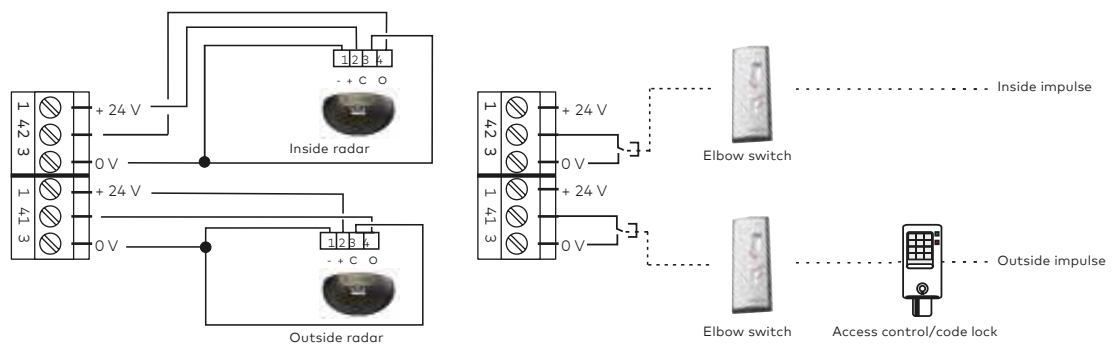 1 2 3 4
- + C O
Inside radar
1
42
3
+ 24 V
0 V
1
41
3
+ 24 V
0 V
1 2 3 4
- + C O
Outside radar
1
42
3
+ 24 V
0 V
1
41
3
+ 24 V
0 V
Elbow switch
Inside impulse
Elbow switch
Access control/code lock
Outside impulse